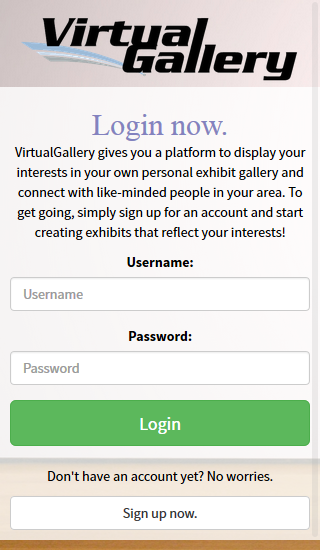 Virtual
Gallery
Login now.
VirtualGallery gives you a platform to display your
interests in your own personal exhibit gallery and
connect with like-minded people in your area. To
get going, simply sign up for an account and start
creating exhibits that reflect your interests!
Username:
Username
Password:
Password
Login
Don't have an account yet? No worries.
Sign up now.